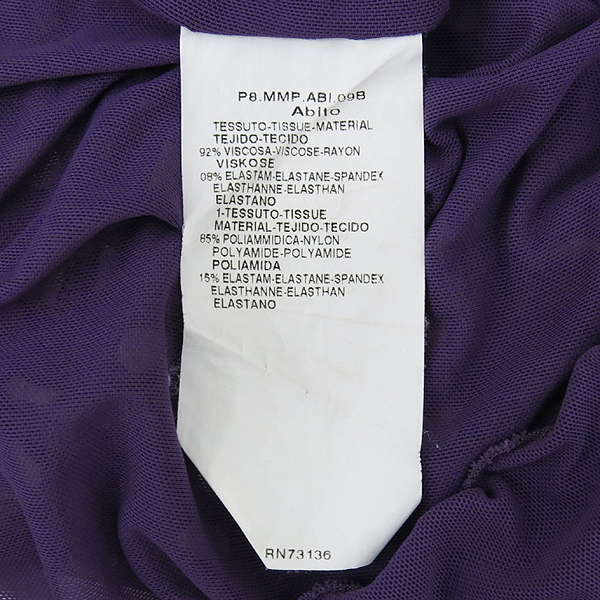 P8.MMP.ABI.09B
Abito
TESSUTO-TISSUE-MATERIAL
TEJIDO-TECIDO
92% VISCOSA-VISCOSE-RAYON
VISKOSE
08% ELASTAM-ELASTANE-SPANDEX
ELASTHANNE-ELASTHAN
ELASTANO
1-TESSUTO-TISSUE
MATERIAL-TEJIDO-TECIDO
85% POLIAMMIDICA-NYLON
POLYAMIDE-POLYAMIDE
POLIAMIDA
15% ELASTAM-ELASTANE-SPANDEX
ELASTHANNE-ELASTHAN
ELASTANO
RN73136